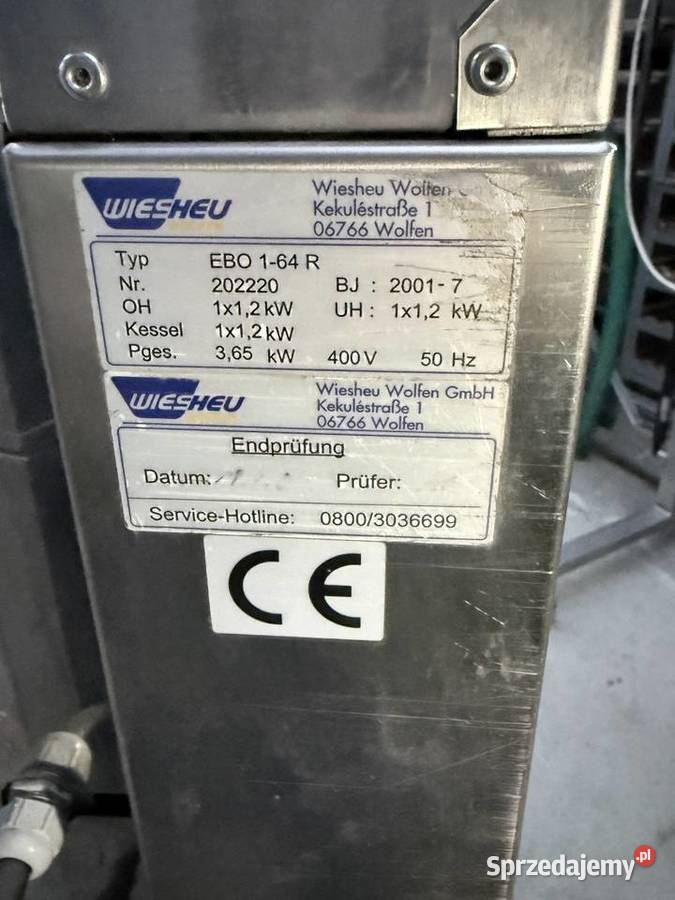 WIESHEU
Wiesheu Wolfen
Kekuléstraße 1
06766 Wolfen
Typ EBO 1-64 R
Nr. 202220 BJ : 2001-7
OH 1x1,2 kW UH : 1x1,2 kW
Kessel 1x1,2 kW
Pges. 3,65 kW 400 V 50 Hz
WIESHEU
Wiesheu Wolfen GmbH
Kekuléstraße 1
06766 Wolfen
Endprüfung
Datum: Prüfer:
Service-Hotline: 0800/3036699
CE
Sprzedajemy.pl